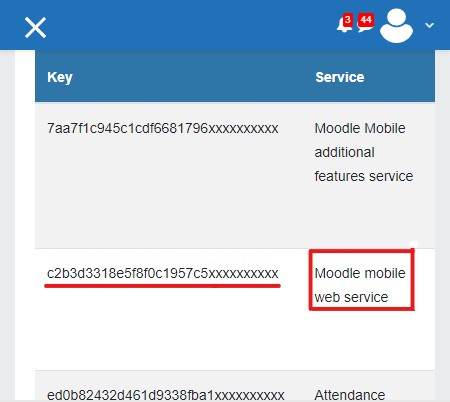 3 44
Key Service
7aa7f1c945c1cdf6681796xxxxxxxxxx Moodle Mobile
additional
features service
c2b3d3318e5f8f0c1957c5xxxxxxxxxx Moodle mobile
web service
ed0b82432d461d9338fba1xxxxxxxxxx Attendance